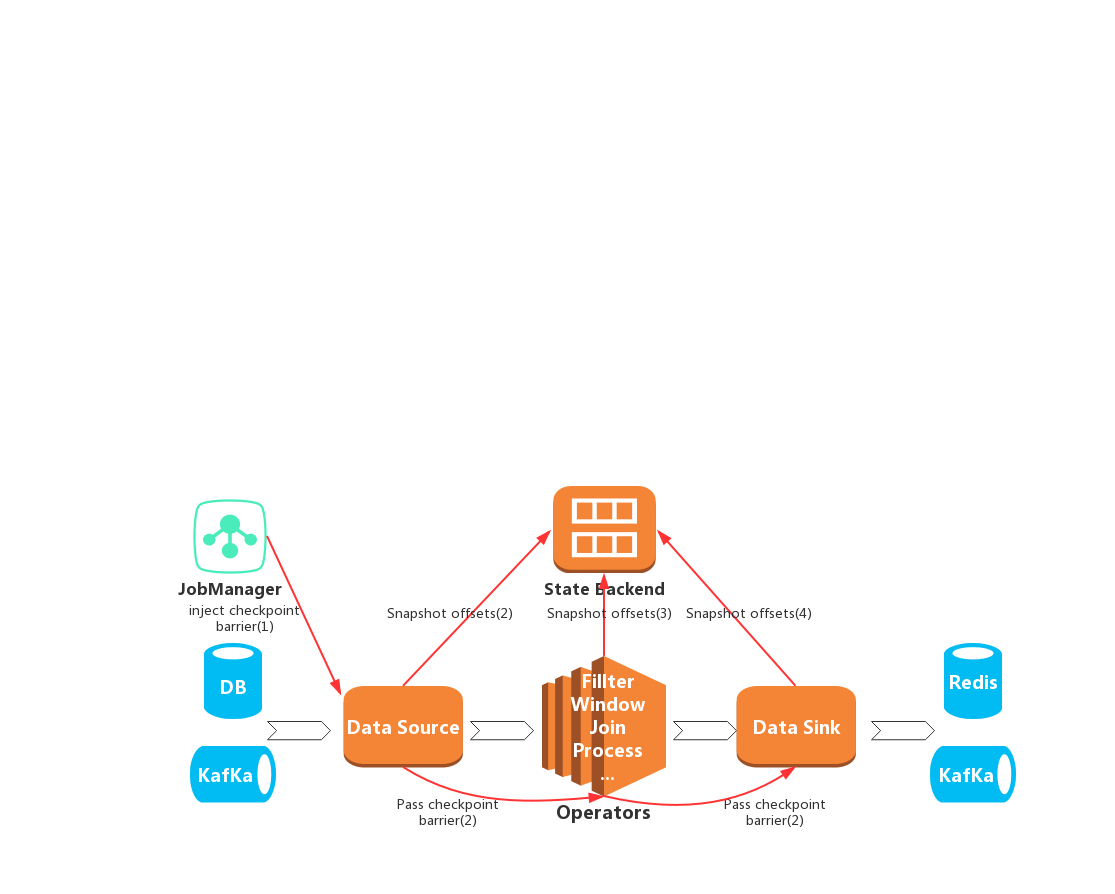 JobManager
inject checkpoint
barrier(1)
State Backend
Snapshot offsets(2)
Snapshot offsets(3)
Snapshot offsets(4)
DB
KafKa
Data Source
Fillter
Window
Join
Process
...
Operators
Data Sink
Redis
KafKa
Pass checkpoint
barrier(2)
Pass checkpoint
barrier(2)